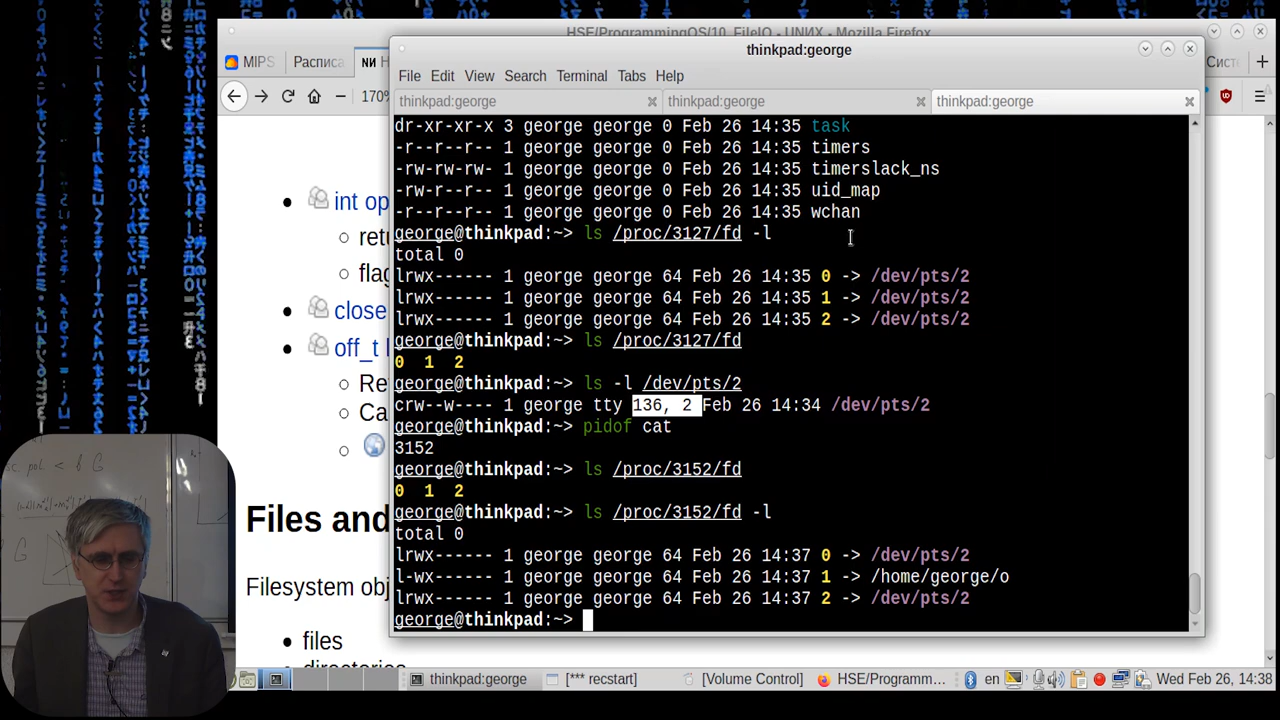 HSE/ProgrammingOS/10_FileIO - UNИX - Mozilla Firefox
thinkpad:george
MIPS
Расписа
NИ
Сист
170%
File Edit View Search Terminal Tabs Help
thinkpad:george
thinkpad:george
thinkpad:george
dr-xr-xr-x 3 george george 0 Feb 26 14:35 task
-r--r--r-- 1 george george 0 Feb 26 14:35 timers
-rw-rw-rw- 1 george george 0 Feb 26 14:35 timerslack_ns
-rw-r--r-- 1 george george 0 Feb 26 14:35 uid_map
-r--r--r-- 1 george george 0 Feb 26 14:35 wchan
george@thinkpad:~> ls /proc/3127/fd -l
total 0
lrwx------ 1 george george 64 Feb 26 14:35 0 -> /dev/pts/2
lrwx------ 1 george george 64 Feb 26 14:35 1 -> /dev/pts/2
lrwx------ 1 george george 64 Feb 26 14:35 2 -> /dev/pts/2
george@thinkpad:~> ls /proc/3127/fd
0 1 2
george@thinkpad:~> ls -l /dev/pts/2
crw--w---- 1 george tty 136, 2 Feb 26 14:34 /dev/pts/2
george@thinkpad:~> pidof cat
3152
george@thinkpad:~> ls /proc/3152/fd
0 1 2
george@thinkpad:~> ls /proc/3152/fd -l
total 0
lrwx------ 1 george george 64 Feb 26 14:37 0 -> /dev/pts/2
l-wx------ 1 george george 64 Feb 26 14:37 1 -> /home/george/o
lrwx------ 1 george george 64 Feb 26 14:37 2 -> /dev/pts/2
george@thinkpad:~>
int op
retu
flag
close
off_t
Re
Ca
Files and
Filesystem obj
files
directories
thinkpad:george
[*** recstart]
[Volume Control]
HSE/Programm...
en
Wed Feb 26, 14:38